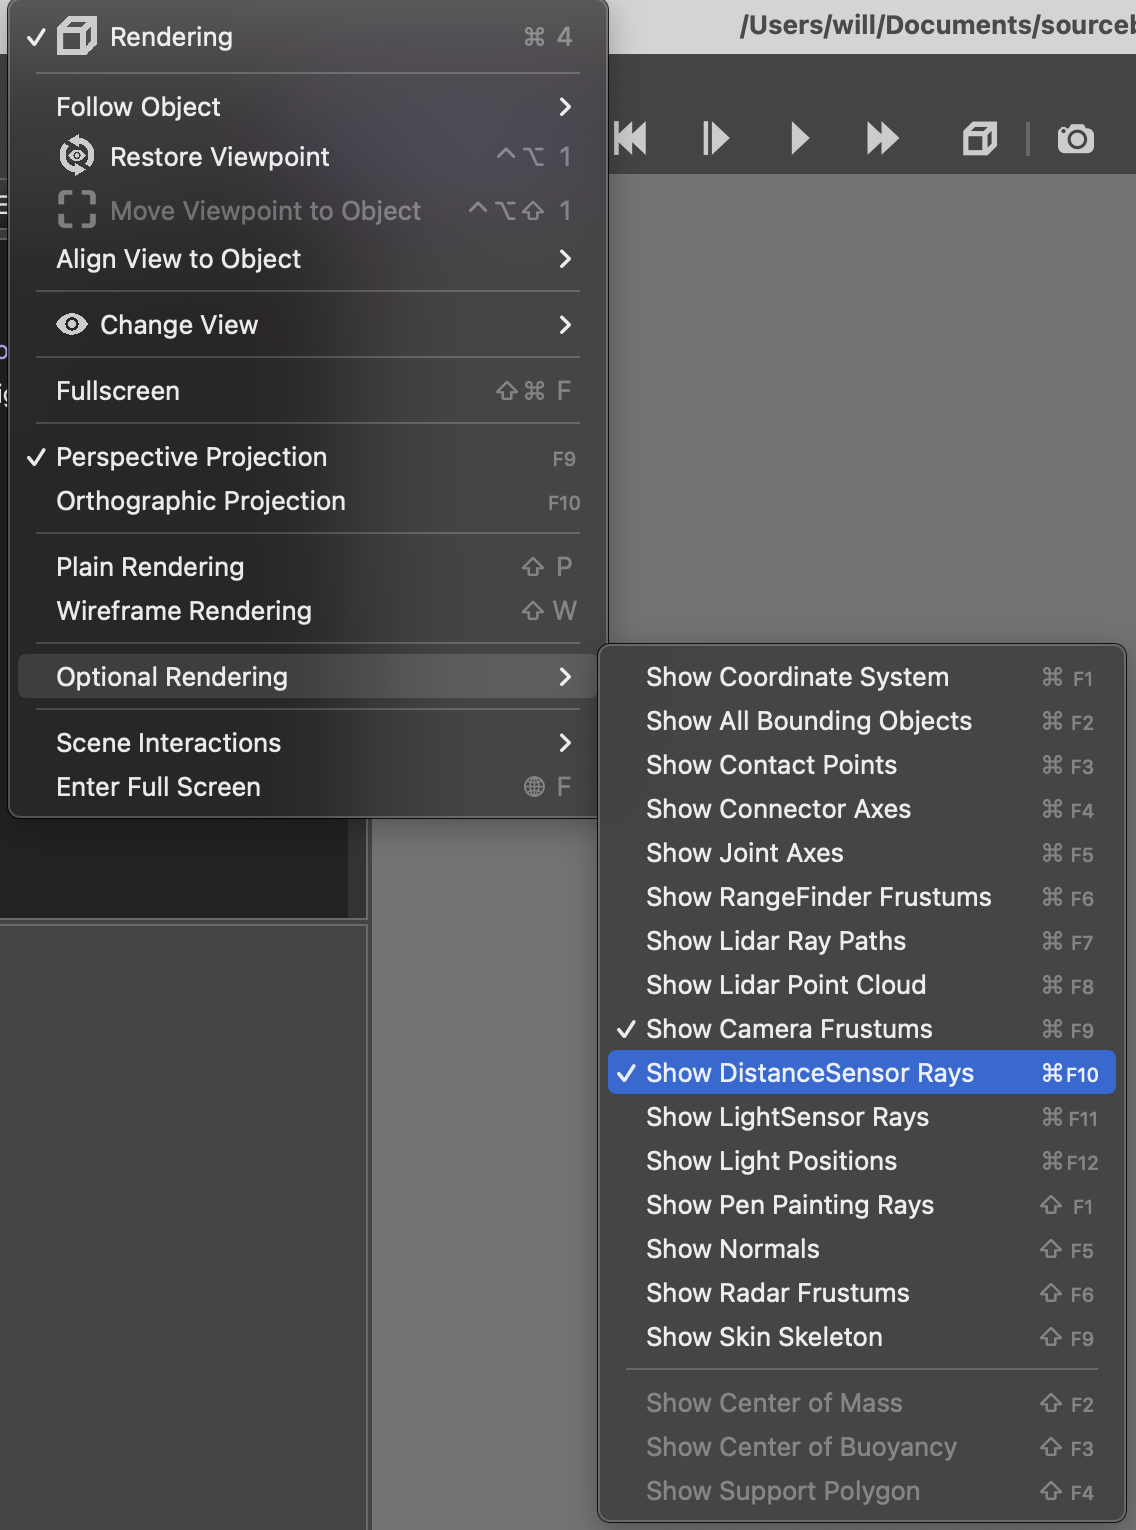 /Users/will/Documents/source
Rendering ⌘ 4
Follow Object
Restore Viewpoint ⌃⌥ 1
Move Viewpoint to Object ⌃⌥⇧ 1
Align View to Object
Change View
Fullscreen ⇧⌘ F
Perspective Projection F9
Orthographic Projection F10
Plain Rendering ⇧ P
Wireframe Rendering ⇧ W
Optional Rendering
Scene Interactions
Enter Full Screen F
Show Coordinate System ⌘ F1
Show All Bounding Objects ⌘ F2
Show Contact Points ⌘ F3
Show Connector Axes ⌘ F4
Show Joint Axes ⌘ F5
Show RangeFinder Frustums ⌘ F6
Show Lidar Ray Paths ⌘ F7
Show Lidar Point Cloud ⌘ F8
Show Camera Frustums ⌘ F9
Show DistanceSensor Rays ⌘F10
Show LightSensor Rays ⌘F11
Show Light Positions ⌘F12
Show Pen Painting Rays ⇧ F1
Show Normals ⇧ F5
Show Radar Frustums ⇧ F6
Show Skin Skeleton ⇧ F9
Show Center of Mass ⇧ F2
Show Center of Buoyancy ⇧ F3
Show Support Polygon ⇧ F4